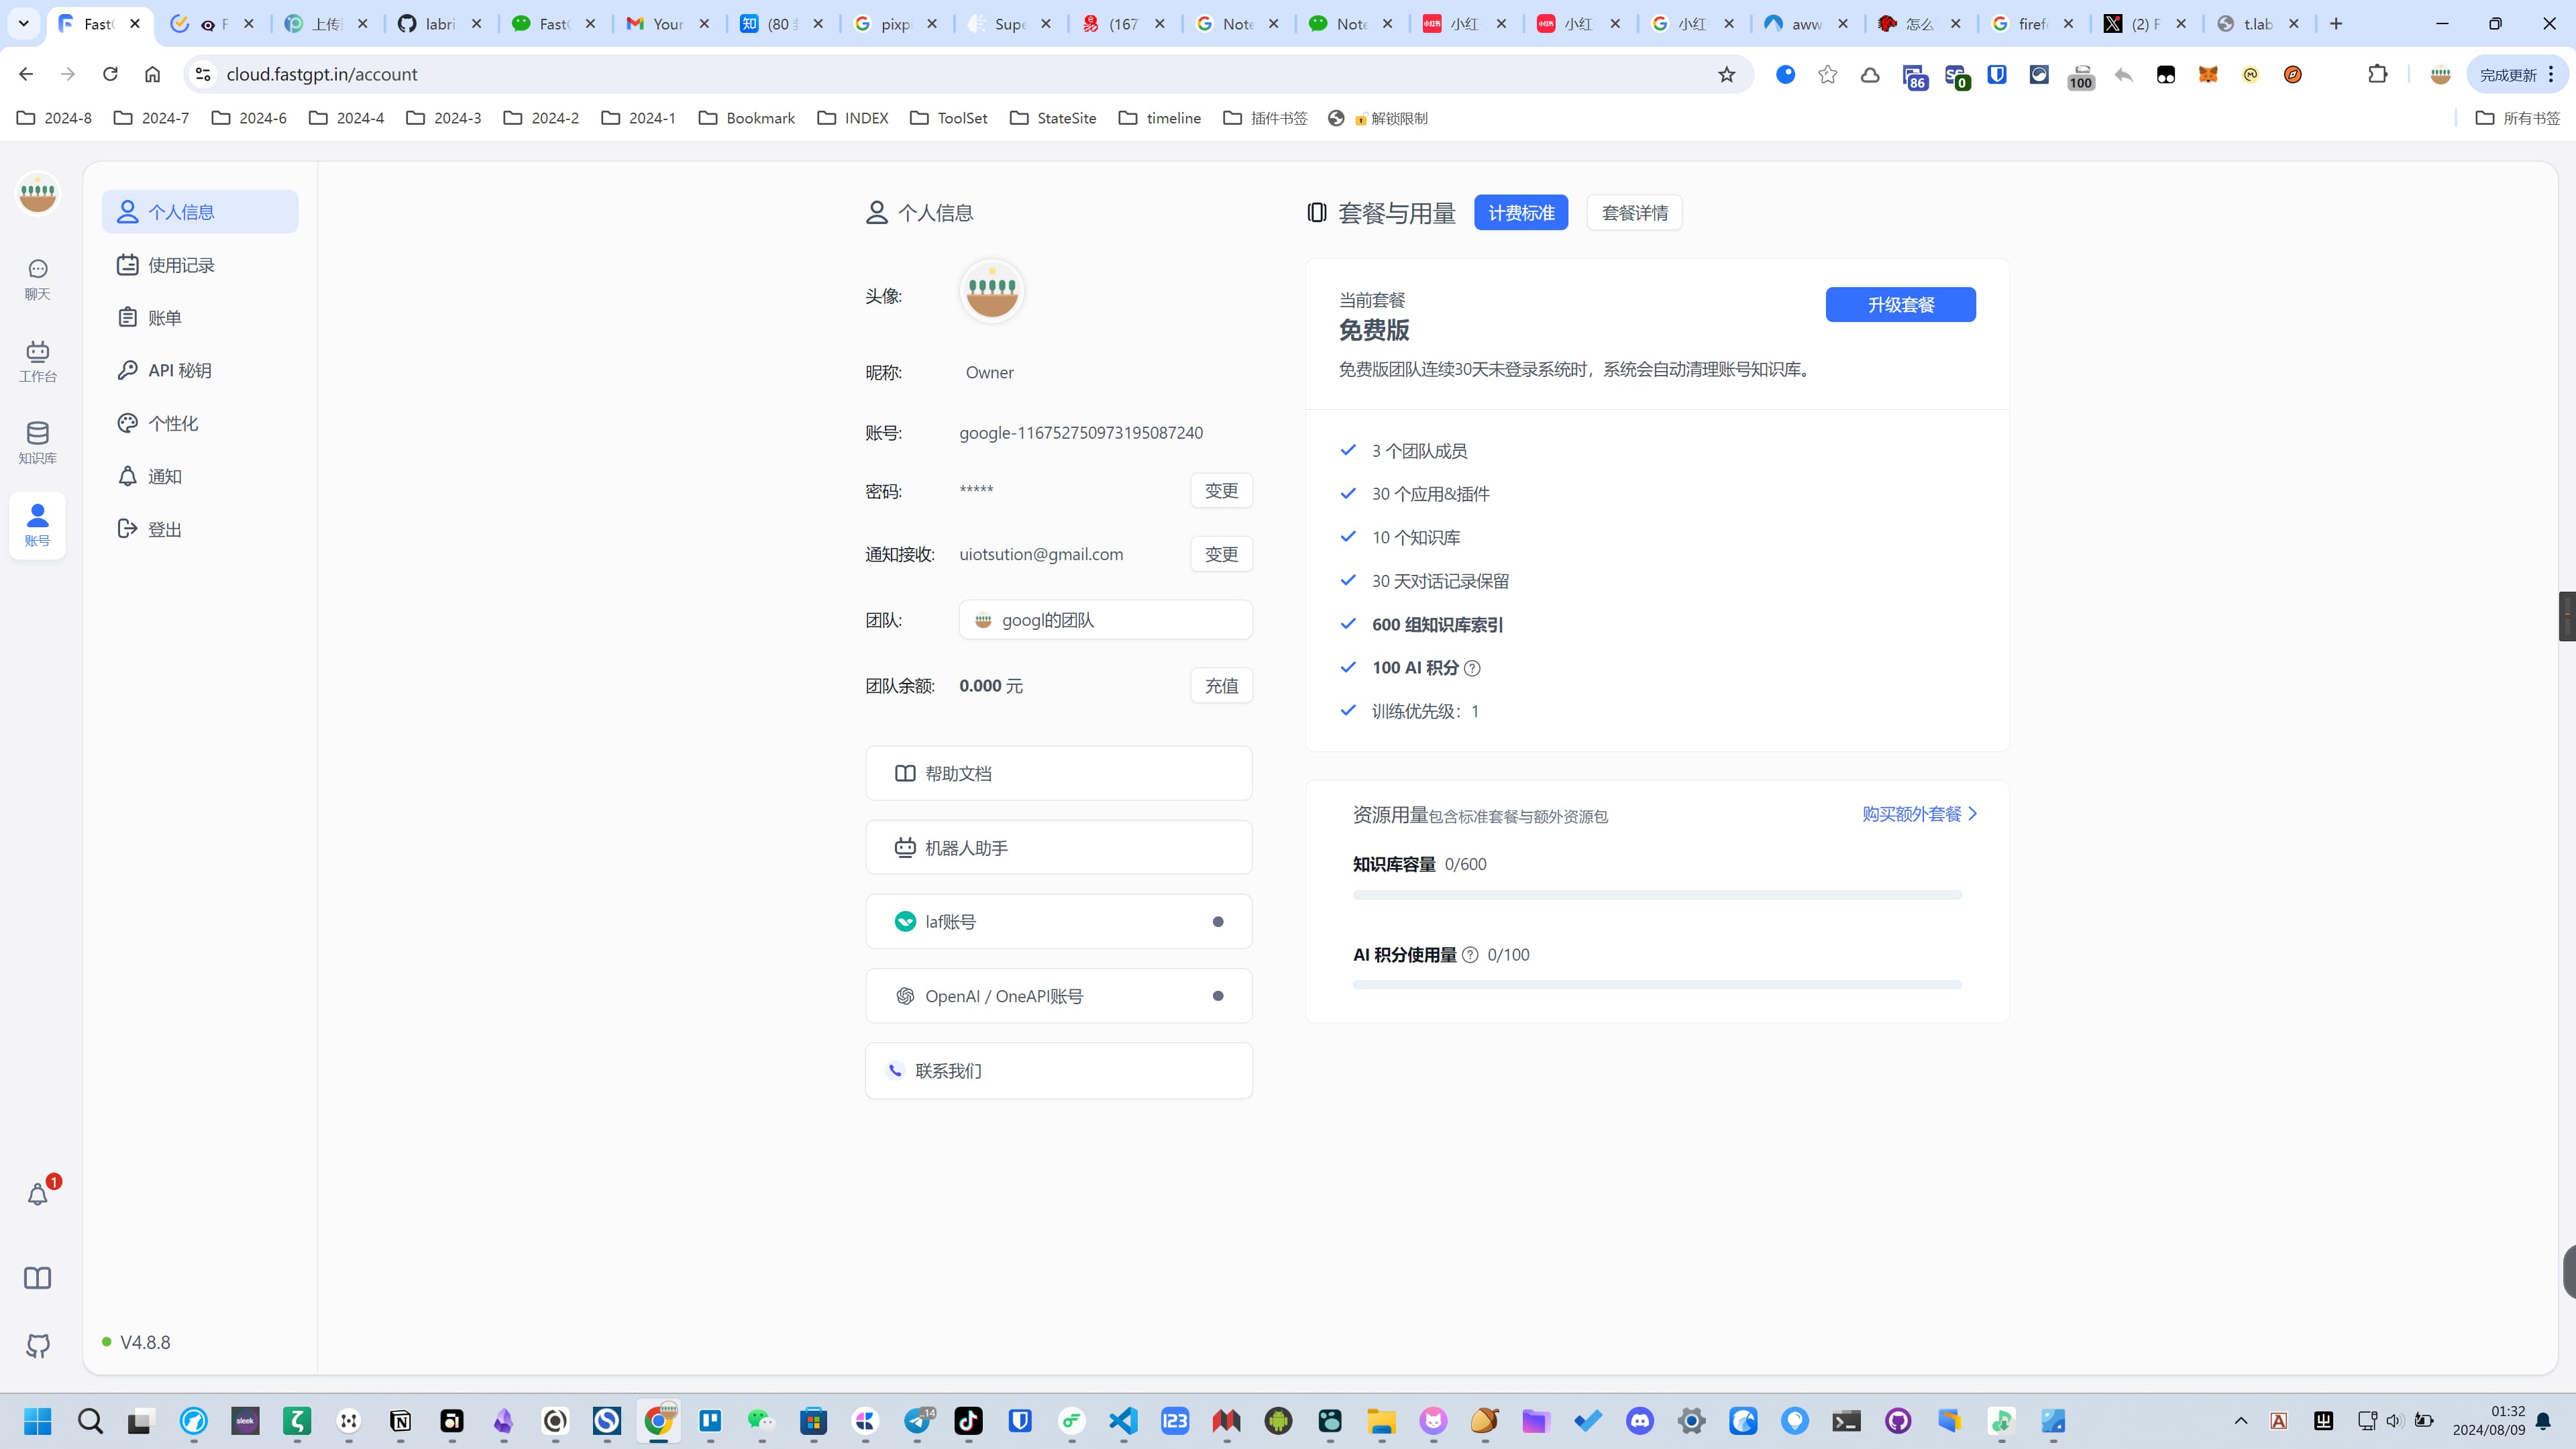 Fast
F
上传
labri
Fast
Your
(80
pixp
Supe
(167
Note
Note
小红
小红
小红
aww
怎么
firef
(2) F
t.lab
cloud.fastgpt.in/account
86
0
100
完成更新
2024-8
2024-7
2024-6
2024-4
2024-3
2024-2
2024-1
Bookmark
INDEX
ToolSet
StateSite
timeline
插件书签
解锁限制
所有书签
聊天
工作台
知识库
账号
1
个人信息
使用记录
账单
API 秘钥
个性化
通知
登出
V4.8.8
个人信息
头像:
昵称: Owner
账号: google-116752750973195087240
密码: ***** 变更
通知接收: uiotsution@gmail.com 变更
团队: googl的团队
团队余额: 0.000 元 充值
帮助文档
机器人助手
laf账号
OpenAI / OneAPI账号
联系我们
套餐与用量 计费标准 套餐详情
当前套餐
免费版
升级套餐
免费版团队连续30天未登录系统时，系统会自动清理账号知识库。
3 个团队成员
30 个应用&插件
10 个知识库
30 天对话记录保留
600 组知识库索引
100 AI 积分
训练优先级：1
资源用量包含标准套餐与额外资源包
购买额外套餐
知识库容量 0/600
AI 积分使用量 0/100
sleek
14
123
01:32
2024/08/09